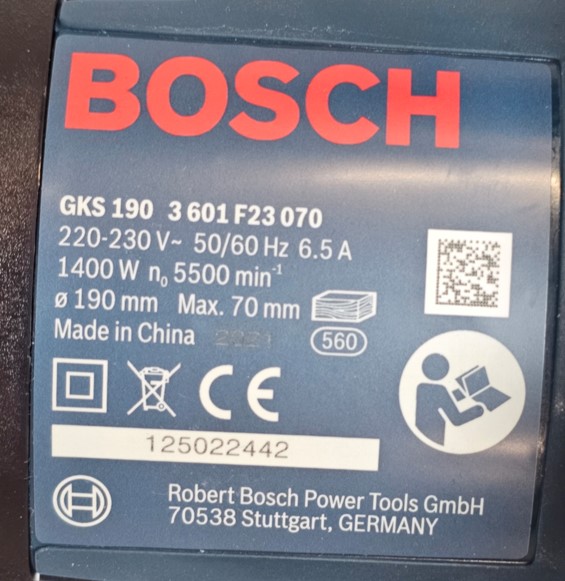 BOSCH
GKS 190 3 601 F23 070
220-230 V~ 50/60 Hz 6.5 A
1400 W n₀ 5500 min⁻¹
ø 190 mm Max. 70 mm
Made in China
560
CE
125022442
Robert Bosch Power Tools GmbH
70538 Stuttgart, GERMANY